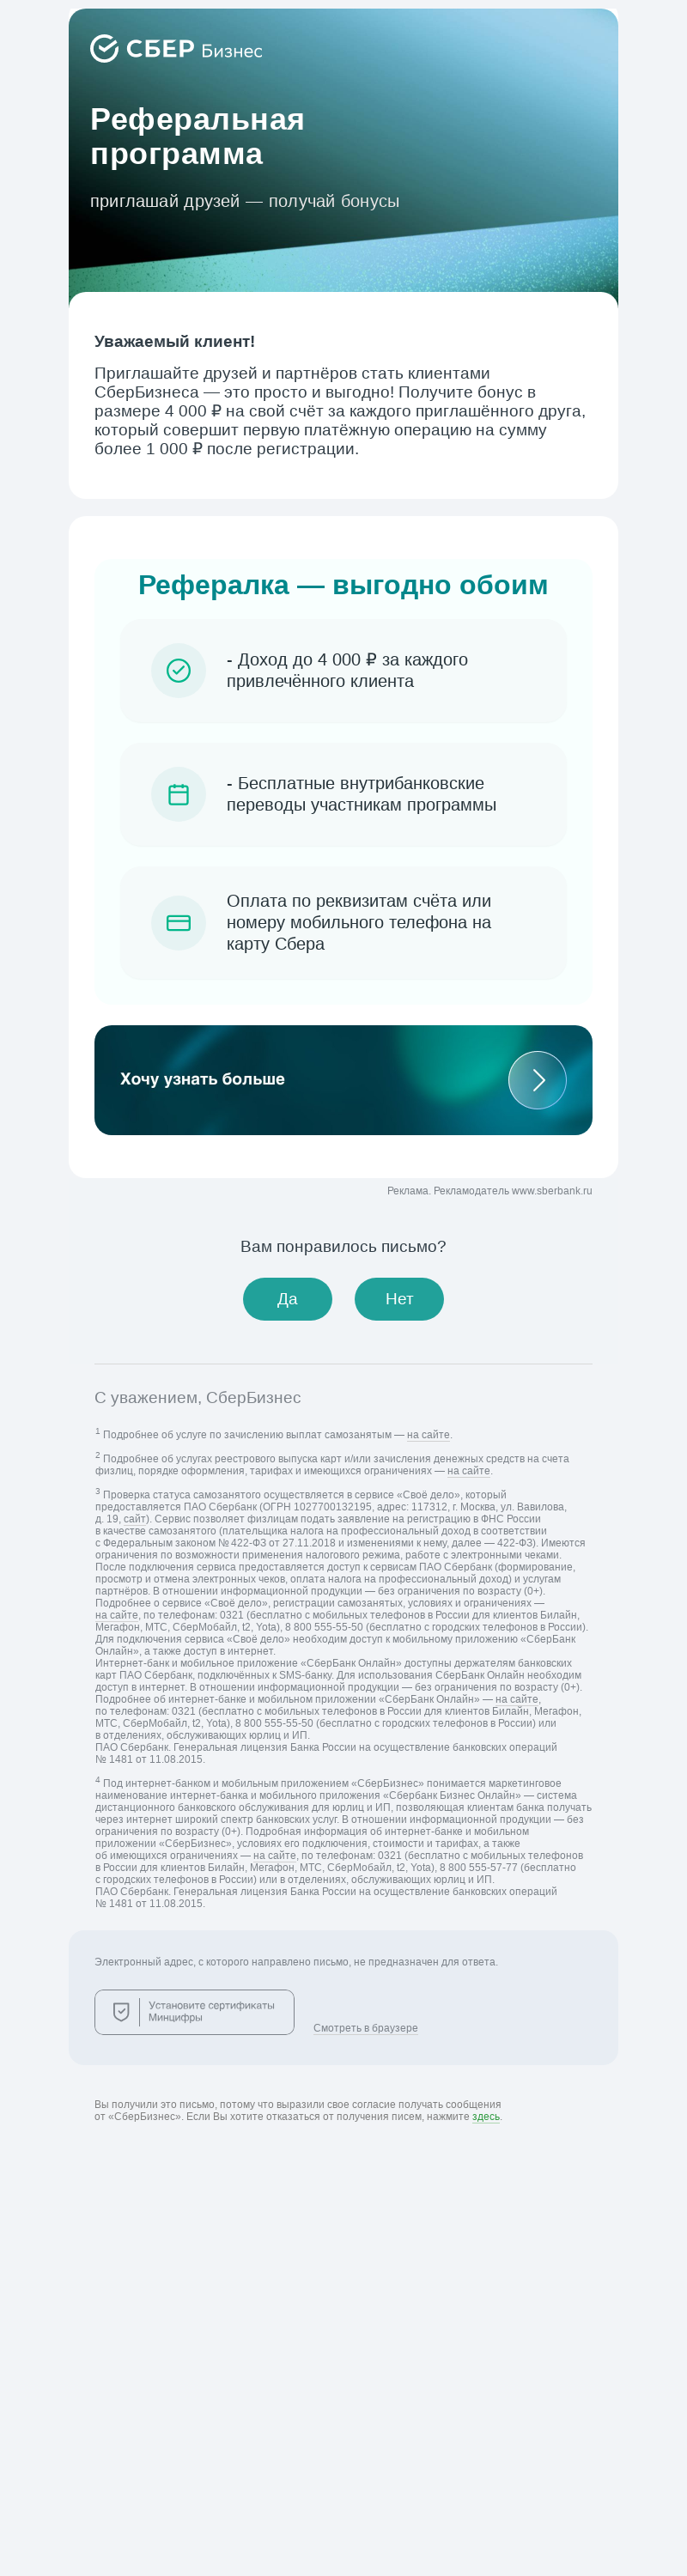 СБЕР Бизнес
Реферальная
программа
приглашай друзей — получай бонусы
Уважаемый клиент!
Приглашайте друзей и партнёров стать клиентами
СберБизнеса — это просто и выгодно! Получите бонус в
размере 4 000 ₽ на свой счёт за каждого приглашённого друга,
который совершит первую платёжную операцию на сумму
более 1 000 ₽ после регистрации.
Рефералка — выгодно обоим
- Доход до 4 000 ₽ за каждого
привлечённого клиента
- Бесплатные внутрибанковские
переводы участникам программы
Оплата по реквизитам счёта или
номеру мобильного телефона на
карту Сбера
Хочу узнать больше
Реклама. Рекламодатель www.sberbank.ru
Вам понравилось письмо?
Да Нет
С уважением, СберБизнес
1 Подробнее об услуге по зачислению выплат самозанятым — на сайте.
2 Подробнее об услугах реестрового выпуска карт и/или зачисления денежных средств на счета
физлиц, порядке оформления, тарифах и имеющихся ограничениях — на сайте.
3 Проверка статуса самозанятого осуществляется в сервисе «Своё дело», который
предоставляется ПАО Сбербанк (ОГРН 1027700132195, адрес: 117312, г. Москва, ул. Вавилова,
д. 19, сайт). Сервис позволяет физлицам подать заявление на регистрацию в ФНС России
в качестве самозанятого (плательщика налога на профессиональный доход в соответствии
с Федеральным законом № 422-ФЗ от 27.11.2018 и изменениями к нему, далее — 422-ФЗ). Имеются
ограничения по возможности применения налогового режима, работе с электронными чеками.
После подключения сервиса предоставляется доступ к сервисам ПАО Сбербанк (формирование,
просмотр и отмена электронных чеков, оплата налога на профессиональный доход) и услугам
партнёров. В отношении информационной продукции — без ограничения по возрасту (0+).
Подробнее о сервисе «Своё дело», регистрации самозанятых, условиях и ограничениях —
на сайте, по телефонам: 0321 (бесплатно с мобильных телефонов в России для клиентов Билайн,
Мегафон, МТС, СберМобайл, t2, Yota), 8 800 555-55-50 (бесплатно с городских телефонов в России).
Для подключения сервиса «Своё дело» необходим доступ к мобильному приложению «СберБанк
Онлайн», а также доступ в интернет.
Интернет-банк и мобильное приложение «СберБанк Онлайн» доступны держателям банковских
карт ПАО Сбербанк, подключённых к SMS-банку. Для использования СберБанк Онлайн необходим
доступ в интернет. В отношении информационной продукции — без ограничения по возрасту (0+).
Подробнее об интернет-банке и мобильном приложении «СберБанк Онлайн» — на сайте,
по телефонам: 0321 (бесплатно с мобильных телефонов в России для клиентов Билайн, Мегафон,
МТС, СберМобайл, t2, Yota), 8 800 555-55-50 (бесплатно с городских телефонов в России) или
в отделениях, обслуживающих юрлиц и ИП.
ПАО Сбербанк. Генеральная лицензия Банка России на осуществление банковских операций
№ 1481 от 11.08.2015.
4 Под интернет-банком и мобильным приложением «СберБизнес» понимается маркетинговое
наименование интернет-банка и мобильного приложения «Сбербанк Бизнес Онлайн» — система
дистанционного банковского обслуживания для юрлиц и ИП, позволяющая клиентам банка получать
через интернет широкий спектр банковских услуг. В отношении информационной продукции — без
ограничения по возрасту (0+). Подробная информация об интернет-банке и мобильном
приложении «СберБизнес», условиях его подключения, стоимости и тарифах, а также
об имеющихся ограничениях — на сайте, по телефонам: 0321 (бесплатно с мобильных телефонов
в России для клиентов Билайн, Мегафон, МТС, СберМобайл, t2, Yota), 8 800 555-57-77 (бесплатно
с городских телефонов в России) или в отделениях, обслуживающих юрлиц и ИП.
ПАО Сбербанк. Генеральная лицензия Банка России на осуществление банковских операций
№ 1481 от 11.08.2015.
Электронный адрес, с которого направлено письмо, не предназначен для ответа.
Установите сертификаты
Минцифры
Смотреть в браузере
Вы получили это письмо, потому что выразили свое согласие получать сообщения
от «СберБизнес». Если Вы хотите отказаться от получения писем, нажмите здесь.